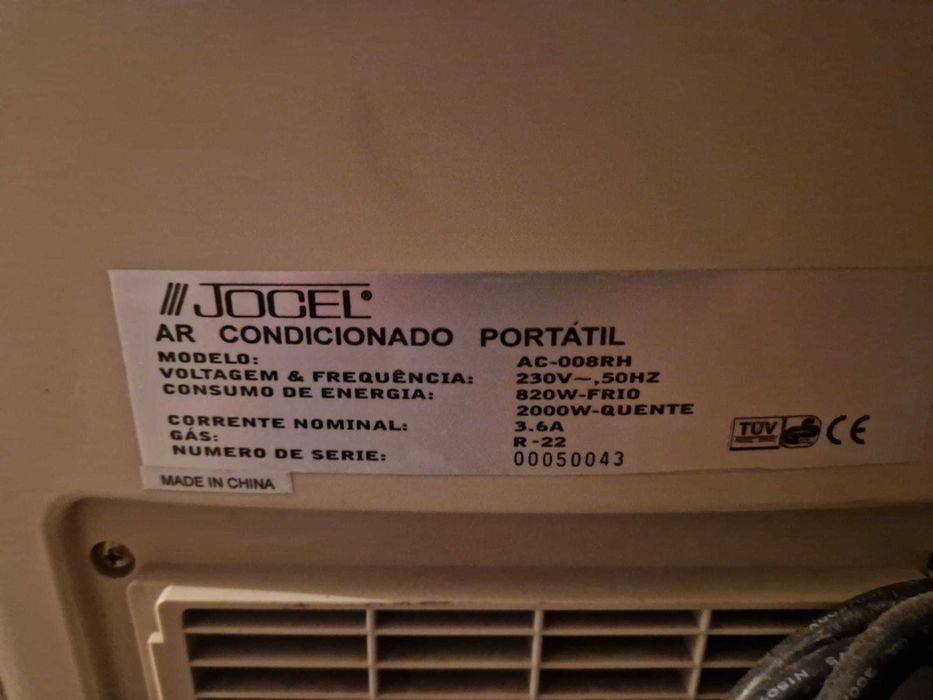 JOCEL®
AR CONDICIONADO PORTÁTIL
MODELO: AC-008RH
VOLTAGEM & FREQUÊNCIA: 230V~,50HZ
CONSUMO DE ENERGIA: 820W-FRIO
2000W-QUENTE
CORRENTE NOMINAL: 3.6A
GÁS: R-22
NUMERO DE SERIE: 00050043
TÜV GS CE
MADE IN CHINA